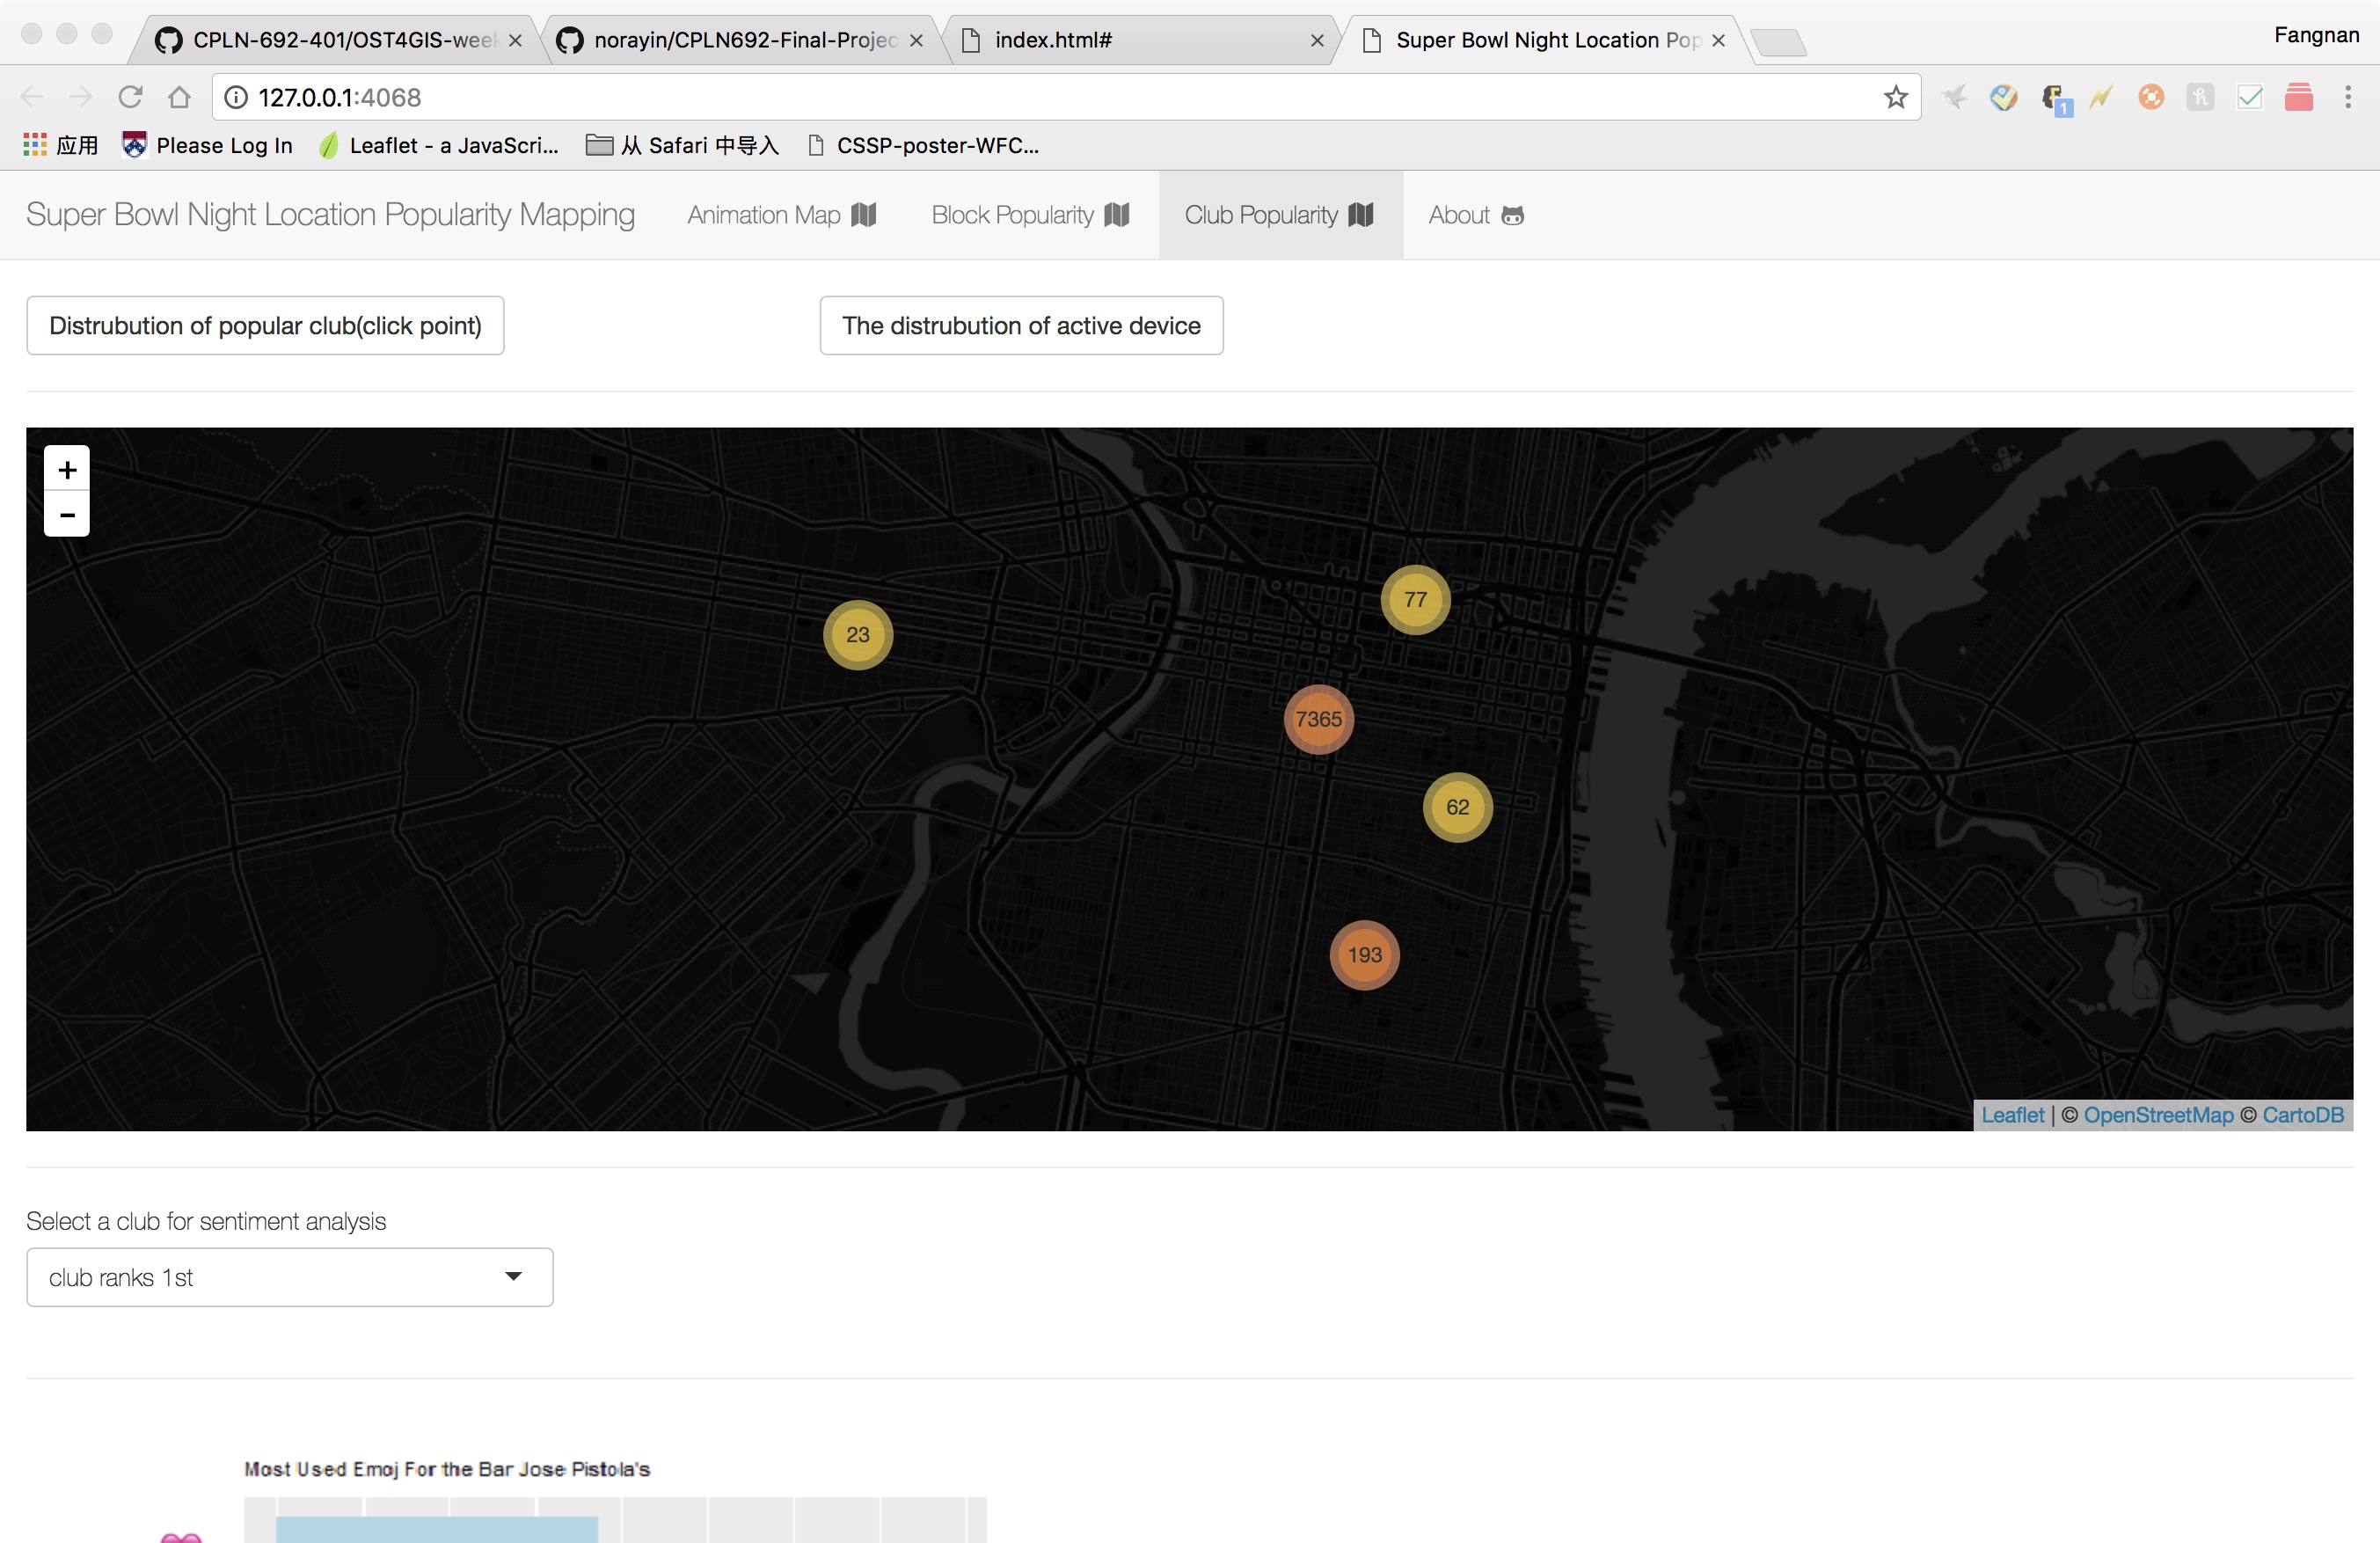 CPLN-692-401/OST4GIS-week
norayin/CPLN692-Final-Projec
index.html#
Super Bowl Night Location Pop
Fangnan
127.0.0.1:4068
1
应用
Please Log In
Leaflet - a JavaScri...
从 Safari 中导入
CSSP-poster-WFC...
Super Bowl Night Location Popularity Mapping
Animation Map
Block Popularity
Club Popularity
About
Distrubution of popular club(click point)
The distrubution of active device
+
−
77
23
7365
62
193
Leaflet | © OpenStreetMap © CartoDB
Select a club for sentiment analysis
club ranks 1st
Most Used Emoj For the Bar Jose Pistola's